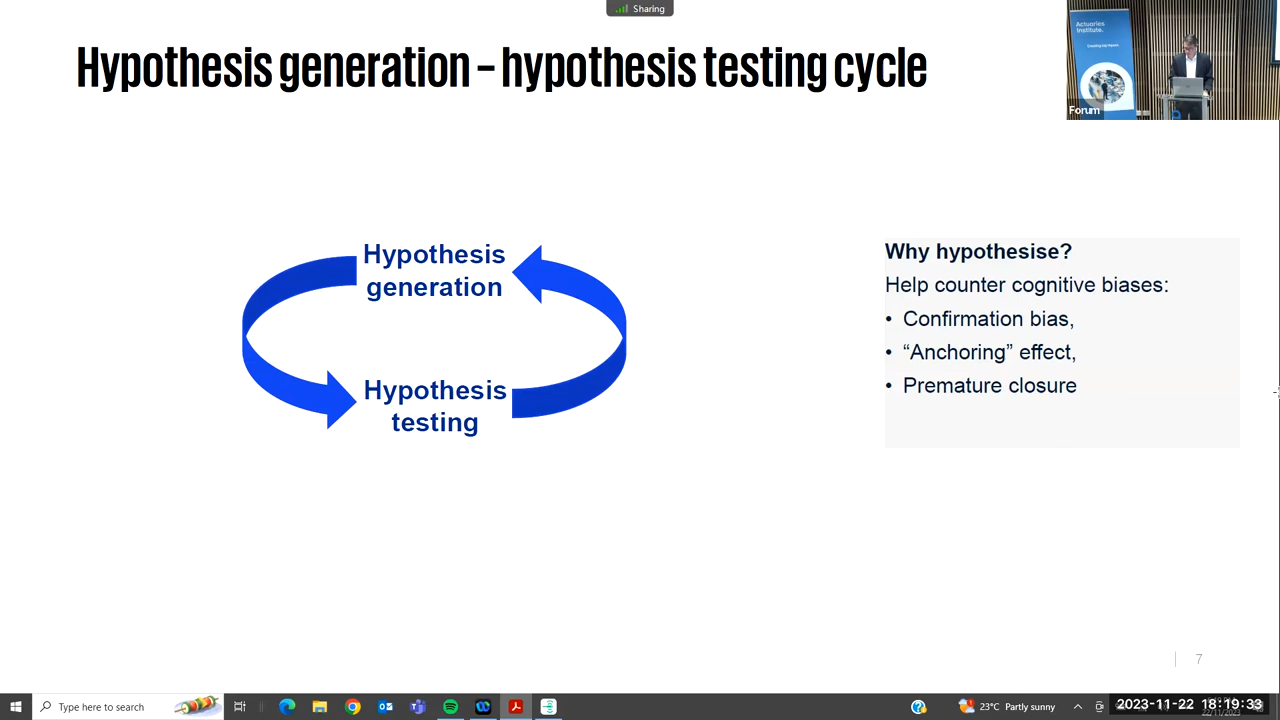 Sharing
Hypothesis generation – hypothesis testing cycle
Actuaries
Institute.
Forum
Hypothesis
generation
Hypothesis
testing
Why hypothesise?
Help counter cognitive biases:
• Confirmation bias,
• “Anchoring” effect,
• Premature closure
7
Type here to search
23°C Partly sunny
2023-11-22 18:19:33